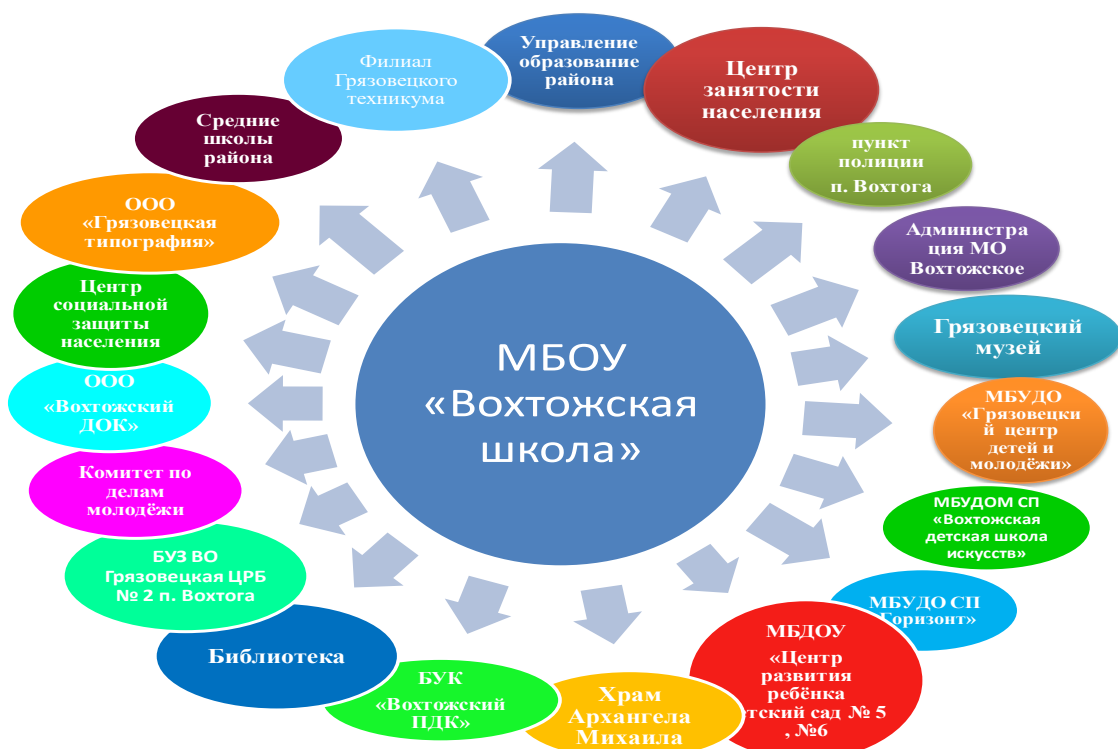 МБОУ
«Вохтожская
школа»
Управление
образование
района
Центр
занятости
населения
пункт
полиции
п. Вохтога
Администра
ция МО
Вохтожское
Грязовецкий
музей
МБУДО
«Грязовецки
й центр
детей и
молодёжи»
МБУДОМ СП
«Вохтожская
детская школа
искусств»
МБУДО СП
Горизонт»
МБДОУ
«Центр
развития
ребёнка
етский сад № 5
, №6
Храм
Архангела
Михаила
БУК
«Вохтожский
ПДК»
Библиотека
БУЗ ВО
Грязовецкая ЦРБ
№ 2 п. Вохтога
Комитет по
делам
молодёжи
ООО
«Вохтожский
ДОК»
Центр
социальной
защиты
населения
ООО
«Грязовецкая
типография»
Средние
школы
района
Филиал
Грязовецкого
техникума